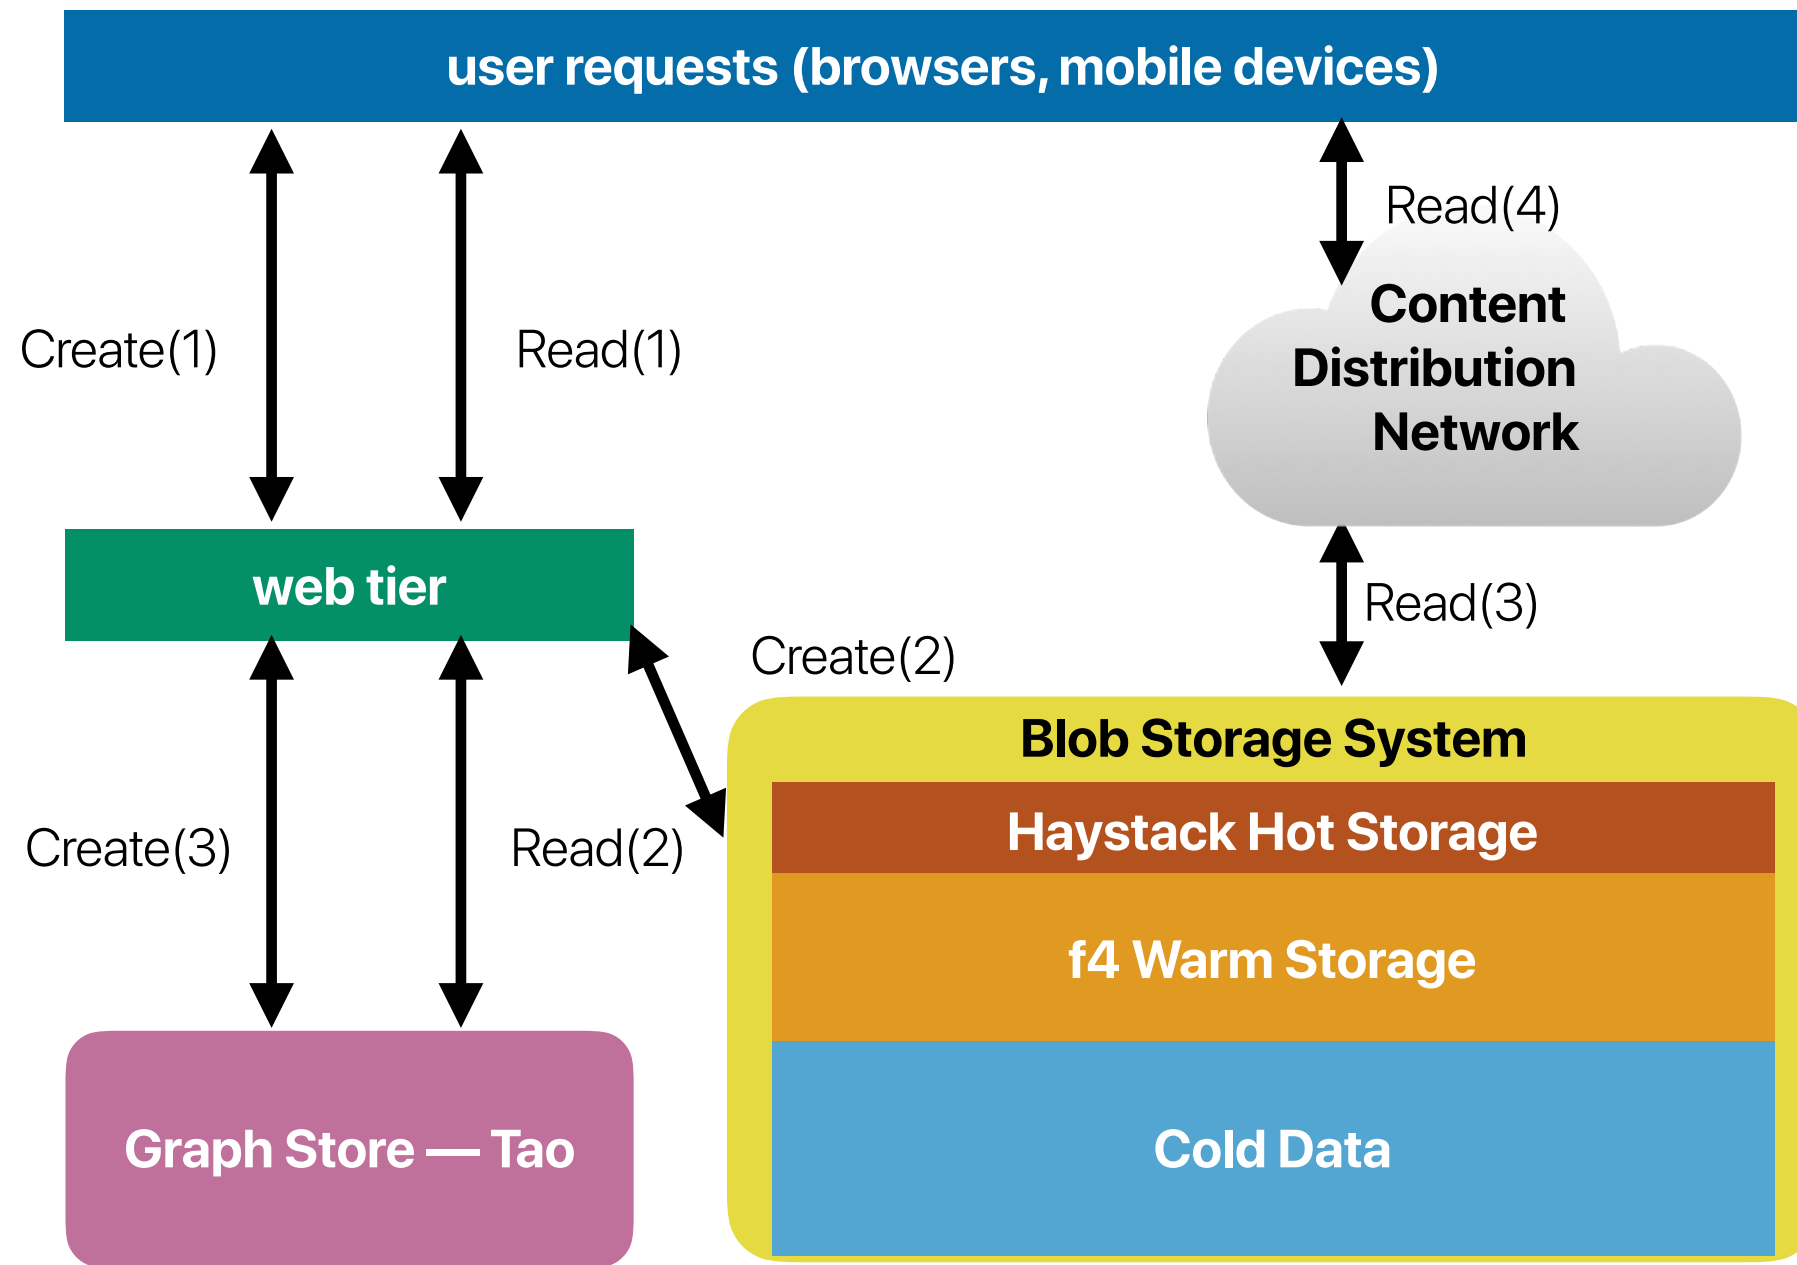 user requests (browsers, mobile devices)
Read(4)
Content
Distribution
Network
Create(1)
Read(1)
web tier
Read(3)
Create(2)
Blob Storage System
Haystack Hot Storage
Create(3)
Read(2)
f4 Warm Storage
Graph Store — Tao
Cold Data